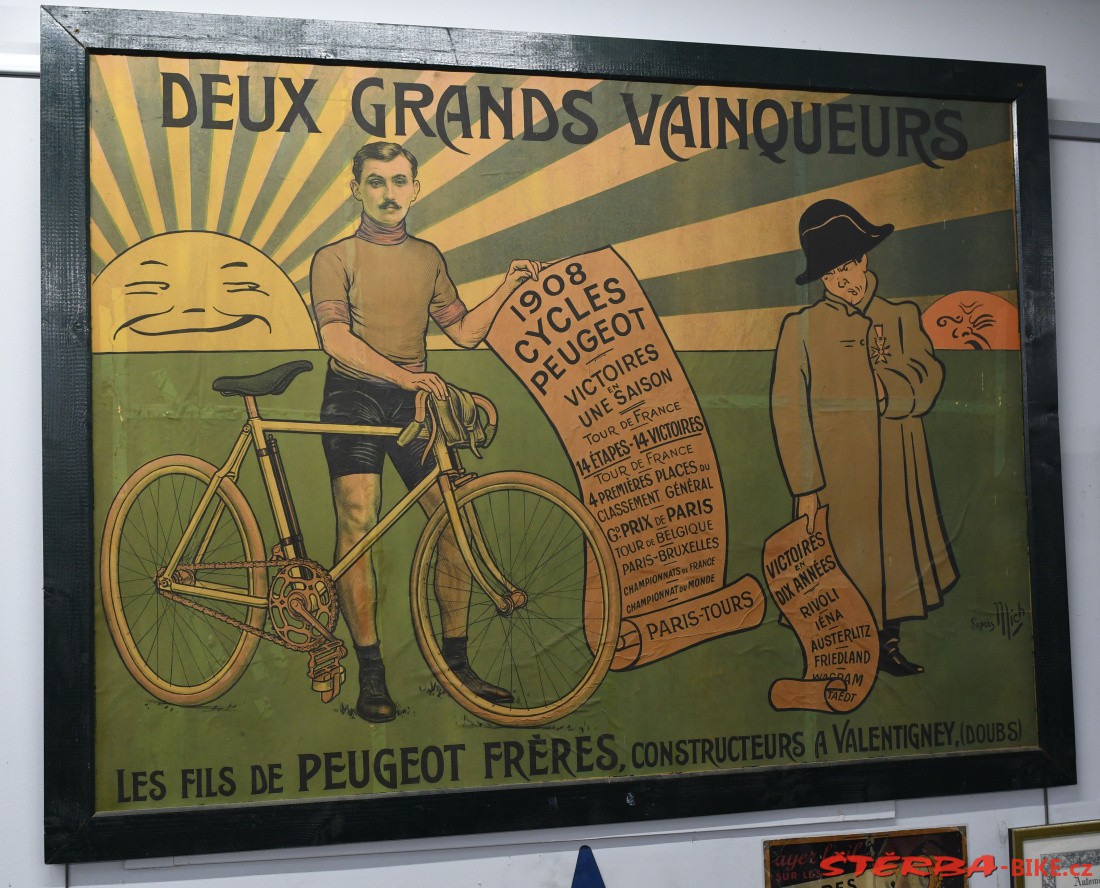 DEUX GRANDS VAINQUEURS
1908
CYCLES
PEUGEOT
VICTOIRES
EN
UNE SAISON
TOUR DE FRANCE
14 ÉTAPES-14 VICTOIRES
TOUR DE FRANCE
4 PREMIÈRES PLACES DU
CLASSEMENT GÉNÉRAL
GD PRIX DE PARIS
TOUR DE BELGIQUE
PARIS-BRUXELLES
CHAMPIONNATS DE FRANCE
CHAMPIONNAT DU MONDE
PARIS-TOURS
VICTOIRES
EN
DIX ANNÉES
RIVOLI
IÉNA
AUSTERLITZ
FRIEDLAND
WAGRAM
Mich
LES FILS DE PEUGEOT FRÈRES, CONSTRUCTEURS A VALENTIGNEY, (DOUBS)
ŠTĚRBA-BIKE.cz